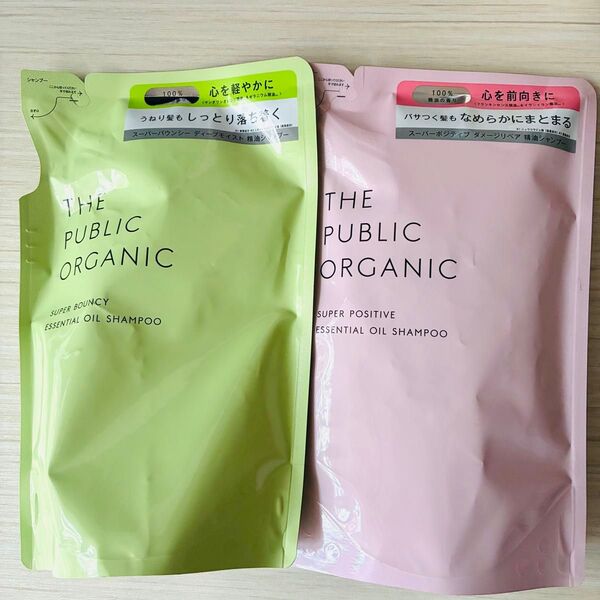 シャンプー
100%
心を軽やかに
うねり髪も しっとり落ち着く
スーパーバウンシー ディープモイスト 精油シャンプー
THE
PUBLIC
ORGANIC
SUPER BOUNCY
ESSENTIAL OIL SHAMPOO
100%
精油の香り
心を前向きに
パサつく髪も なめらかにまとまる
スーパーポジティブ ダメージリペア 精油シャンプー
THE
PUBLIC
ORGANIC
SUPER POSITIVE
ESSENTIAL OIL SHAMPOO